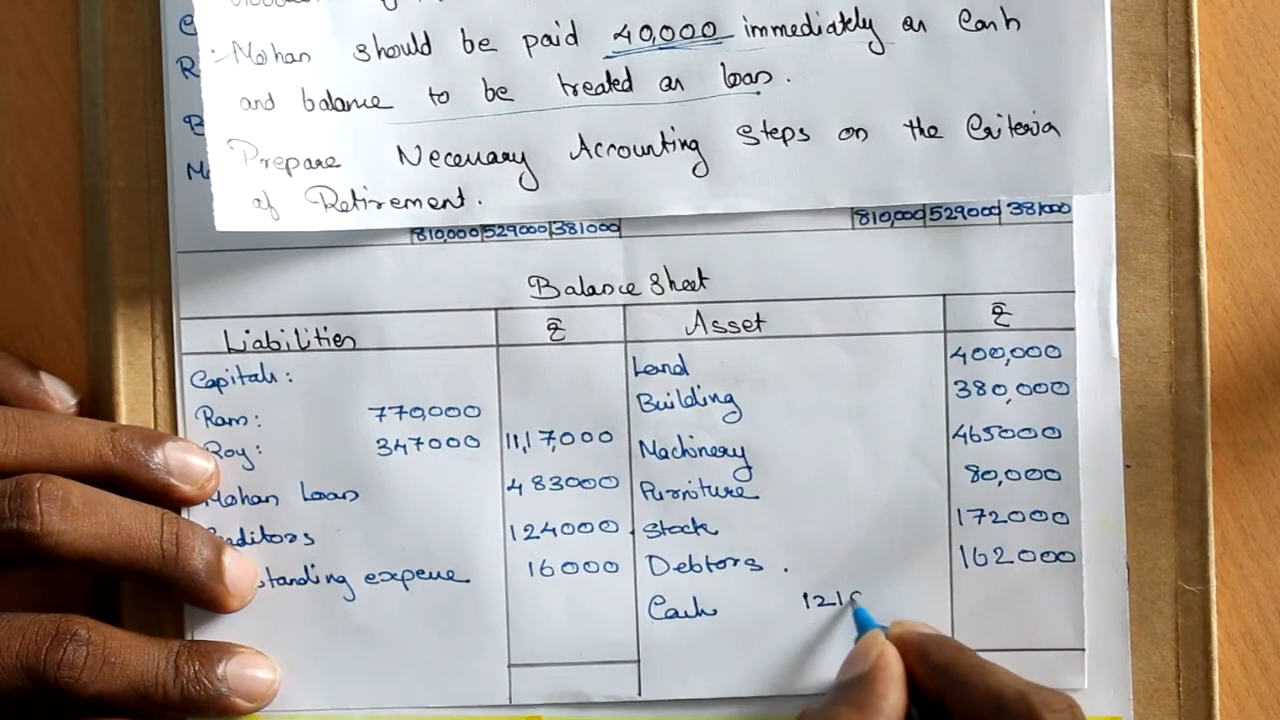 Mohan should be paid 40,000 immediately as Cash
and balance to be treated as loan.
Prepare Necessary Accounting Steps on the Criteria
of Retirement.
810,000 529000 381000 810,000 529000 381000
Balance Sheet
Liabilities ₹ Asset ₹
Capitals: Land 400,000
Ram: 770,000 Building 380,000
Roy: 347000 11,17,000 Machinery 465000
Mohan Loan 483000 Furniture 80,000
124000 Stock 172000
expense 16000 Debtors. 162000
Cash 121